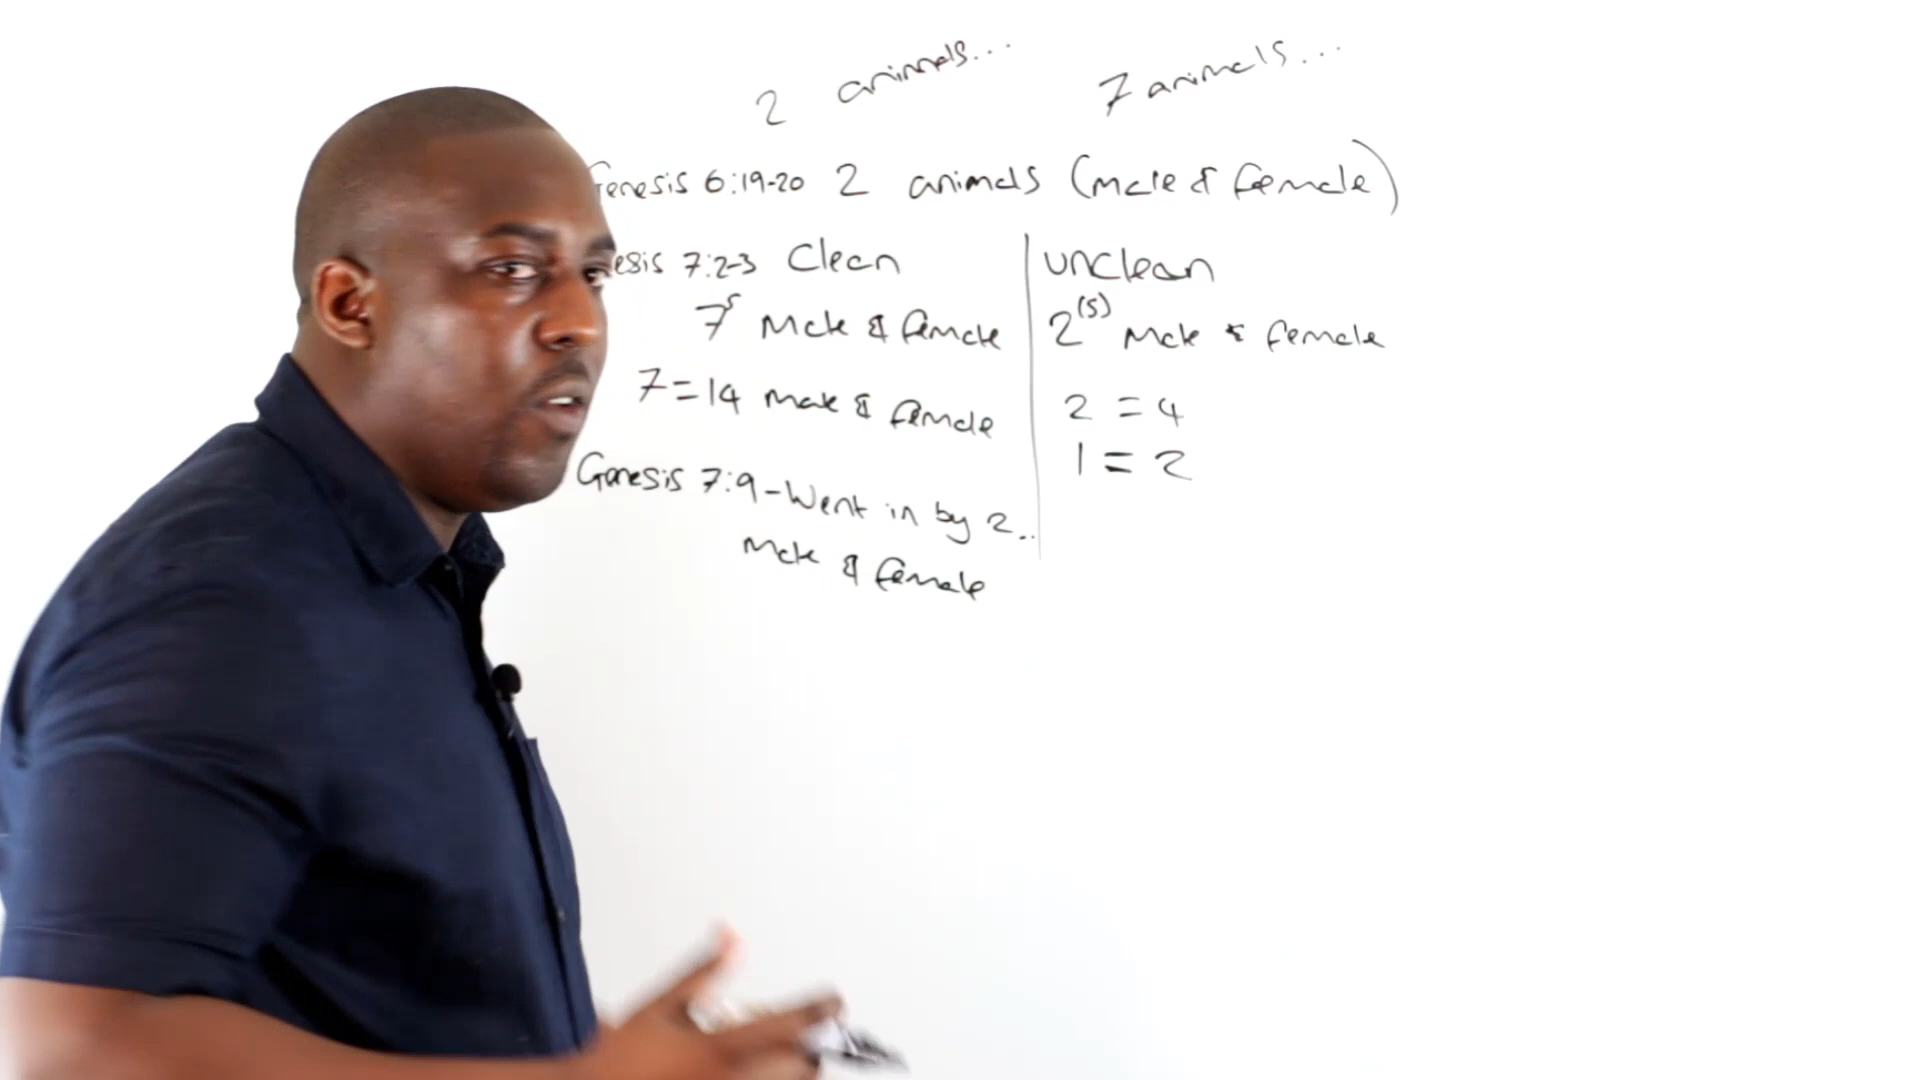 2 animals... 7 animals...
Genesis 6:19-20 2 animals (male & female)
esis 7:2-3 Clean
unclean
7s Male & female
2(s) Male & female
7=14 male & female
2 = 4
1 = 2
Genesis 7:9-Went in by 2..
Male & female